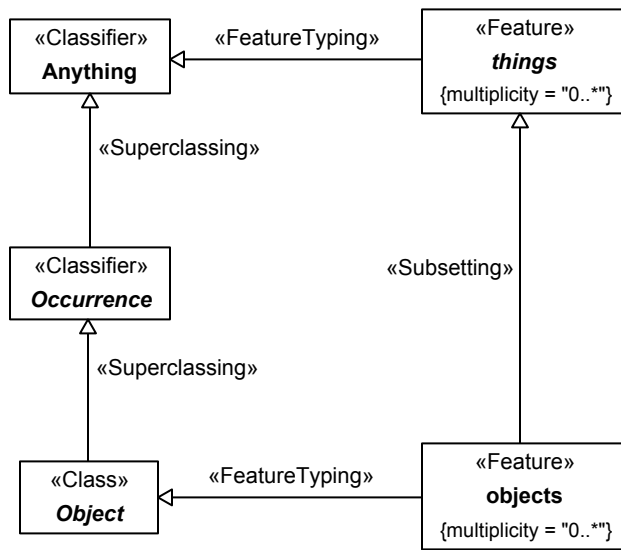 «Classifier»
Anything
«FeatureTyping»
«Feature»
things
{multiplicity = "0..*"}
«Superclassing»
«Classifier»
Occurrence
«Subsetting»
«Superclassing»
«Class»
Object
«FeatureTyping»
«Feature»
objects
{multiplicity = "0..*"}